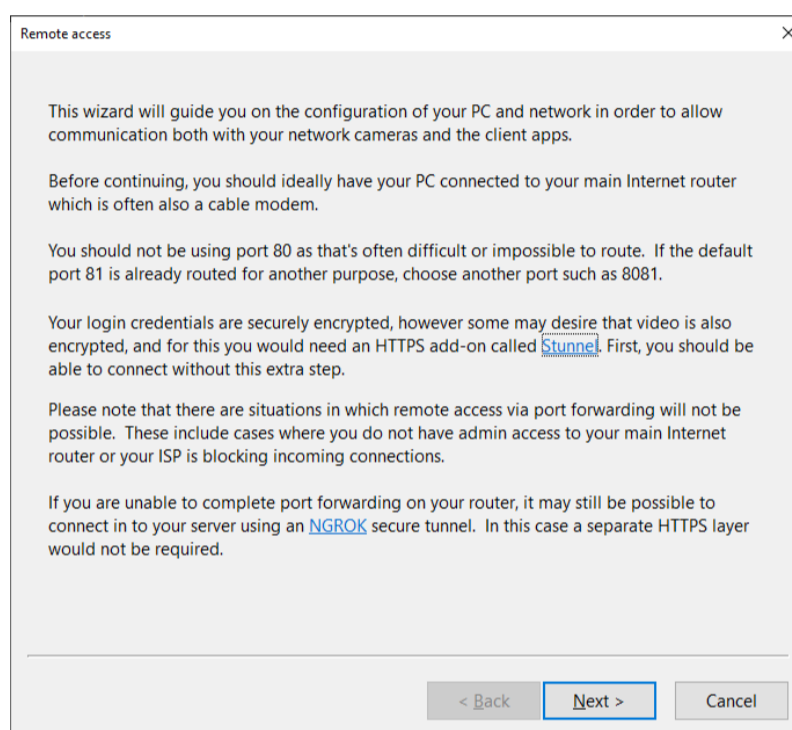 Remote access
This wizard will guide you on the configuration of your PC and network in order to allow
communication both with your network cameras and the client apps.
Before continuing, you should ideally have your PC connected to your main Internet router
which is often also a cable modem.
You should not be using port 80 as that's often difficult or impossible to route.  If the default
port 81 is already routed for another purpose, choose another port such as 8081.
Your login credentials are securely encrypted, however some may desire that video is also
encrypted, and for this you would need an HTTPS add-on called Stunnel. First, you should be
able to connect without this extra step.
Please note that there are situations in which remote access via port forwarding will not be
possible.  These include cases where you do not have admin access to your main Internet
router or your ISP is blocking incoming connections.
If you are unable to complete port forwarding on your router, it may still be possible to
connect in to your server using an NGROK secure tunnel.  In this case a separate HTTPS layer
would not be required.
< Back Next > Cancel